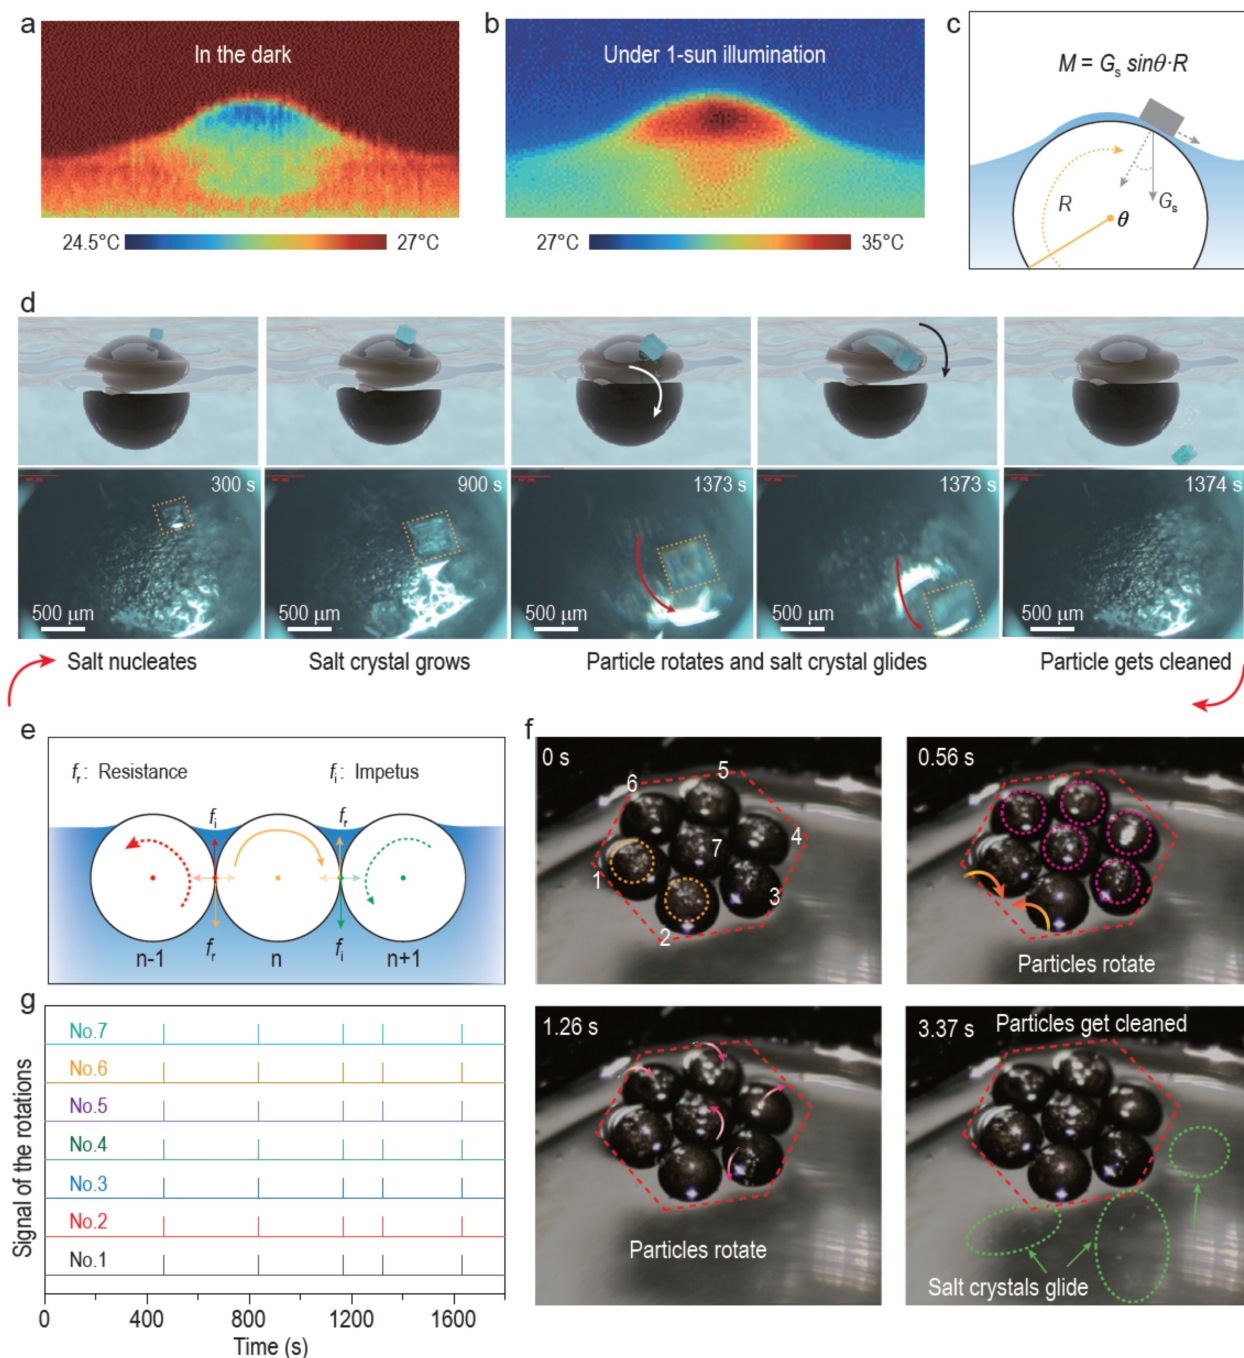 a
In the dark
24.5°C
27°C
b
Under 1-sun illumination
27°C
35°C
c
M = Gₛ sinθ·R
R
θ
Gₛ
d
300 s
500 μm
900 s
500 μm
1373 s
500 μm
1373 s
500 μm
1374 s
500 μm
Salt nucleates
Salt crystal grows
Particle rotates and salt crystal glides
Particle gets cleaned
e
fᵣ: Resistance
fᵢ: Impetus
fᵢ
fᵣ
fᵣ
fᵢ
n-1
n
n+1
f
0 s
6
5
4
7
1
3
2
0.56 s
Particles rotate
1.26 s
Particles rotate
3.37 s
Particles get cleaned
Salt crystals glide
g
Signal of the rotations
No.7
No.6
No.5
No.4
No.3
No.2
No.1
0
400
800
1200
1600
Time (s)